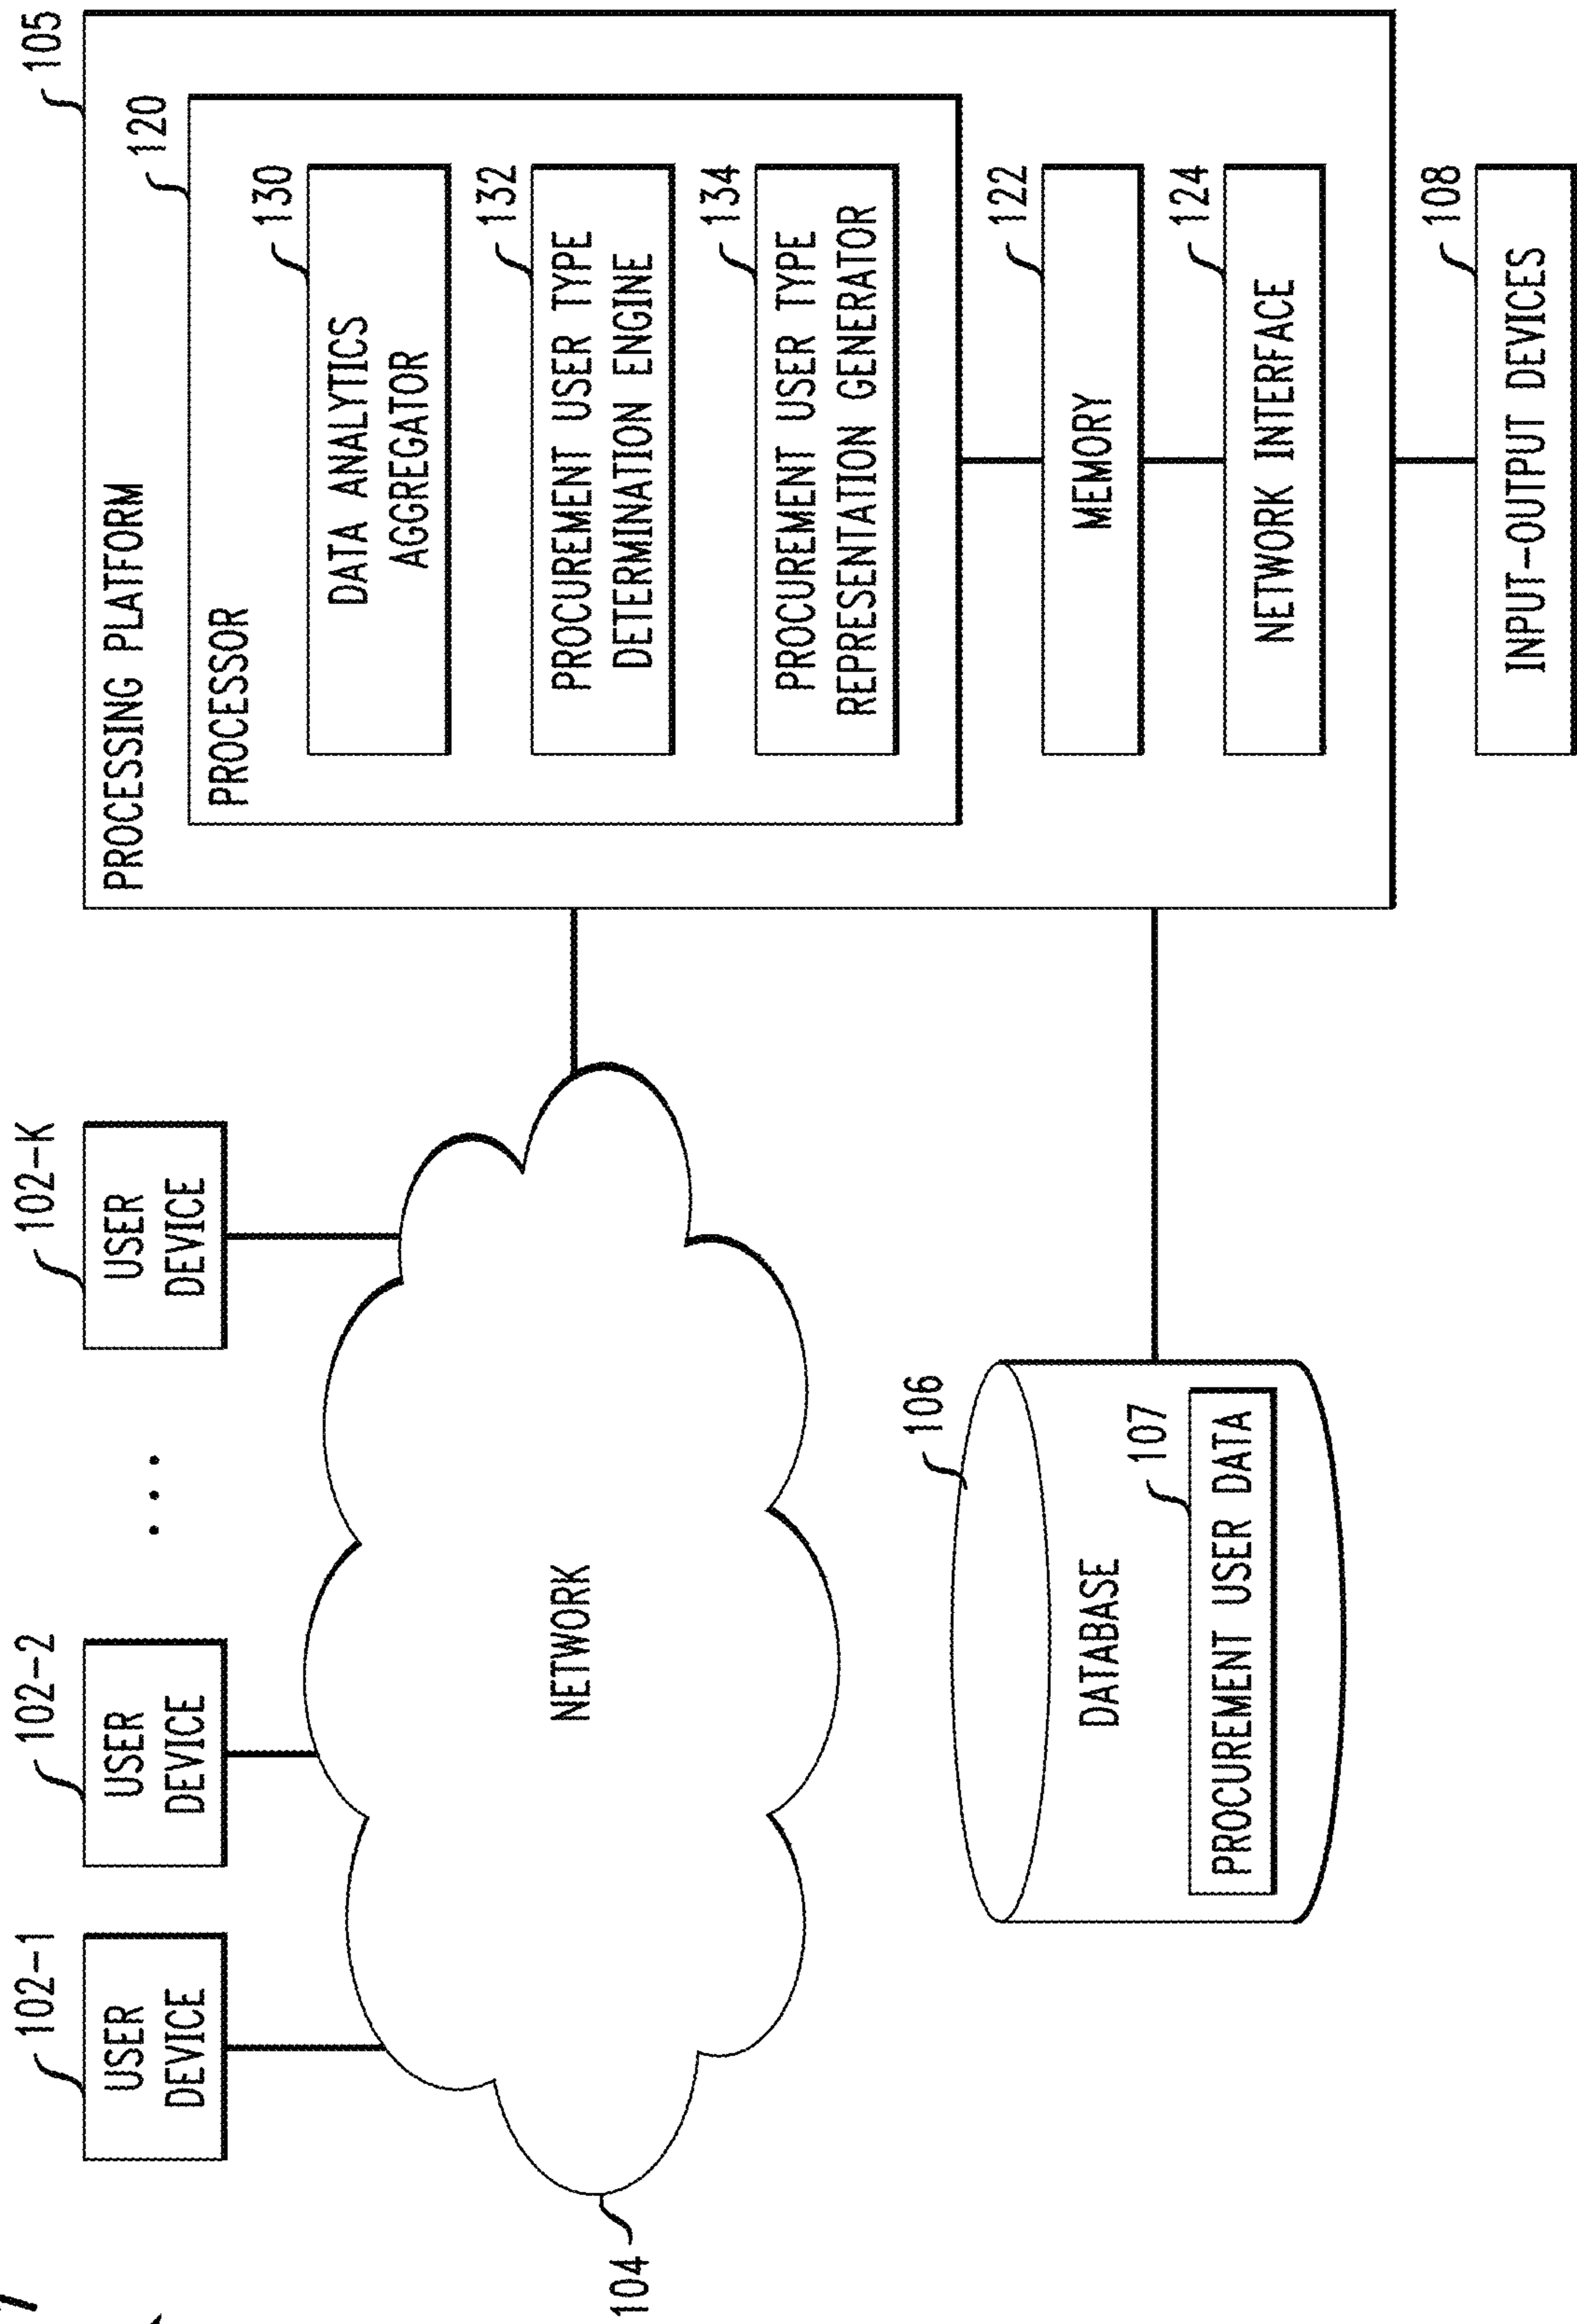 102-1
USER
DEVICE
102-2
USER
DEVICE
...
102-K
USER
DEVICE
NETWORK
104
106
DATABASE
107
PROCUREMENT USER DATA
105
PROCESSING PLATFORM
120
PROCESSOR
130
DATA ANALYTICS
AGGREGATOR
132
PROCUREMENT USER TYPE
DETERMINATION ENGINE
134
PROCUREMENT USER TYPE
REPRESENTATION GENERATOR
122
MEMORY
124
NETWORK INTERFACE
108
INPUT-OUTPUT DEVICES